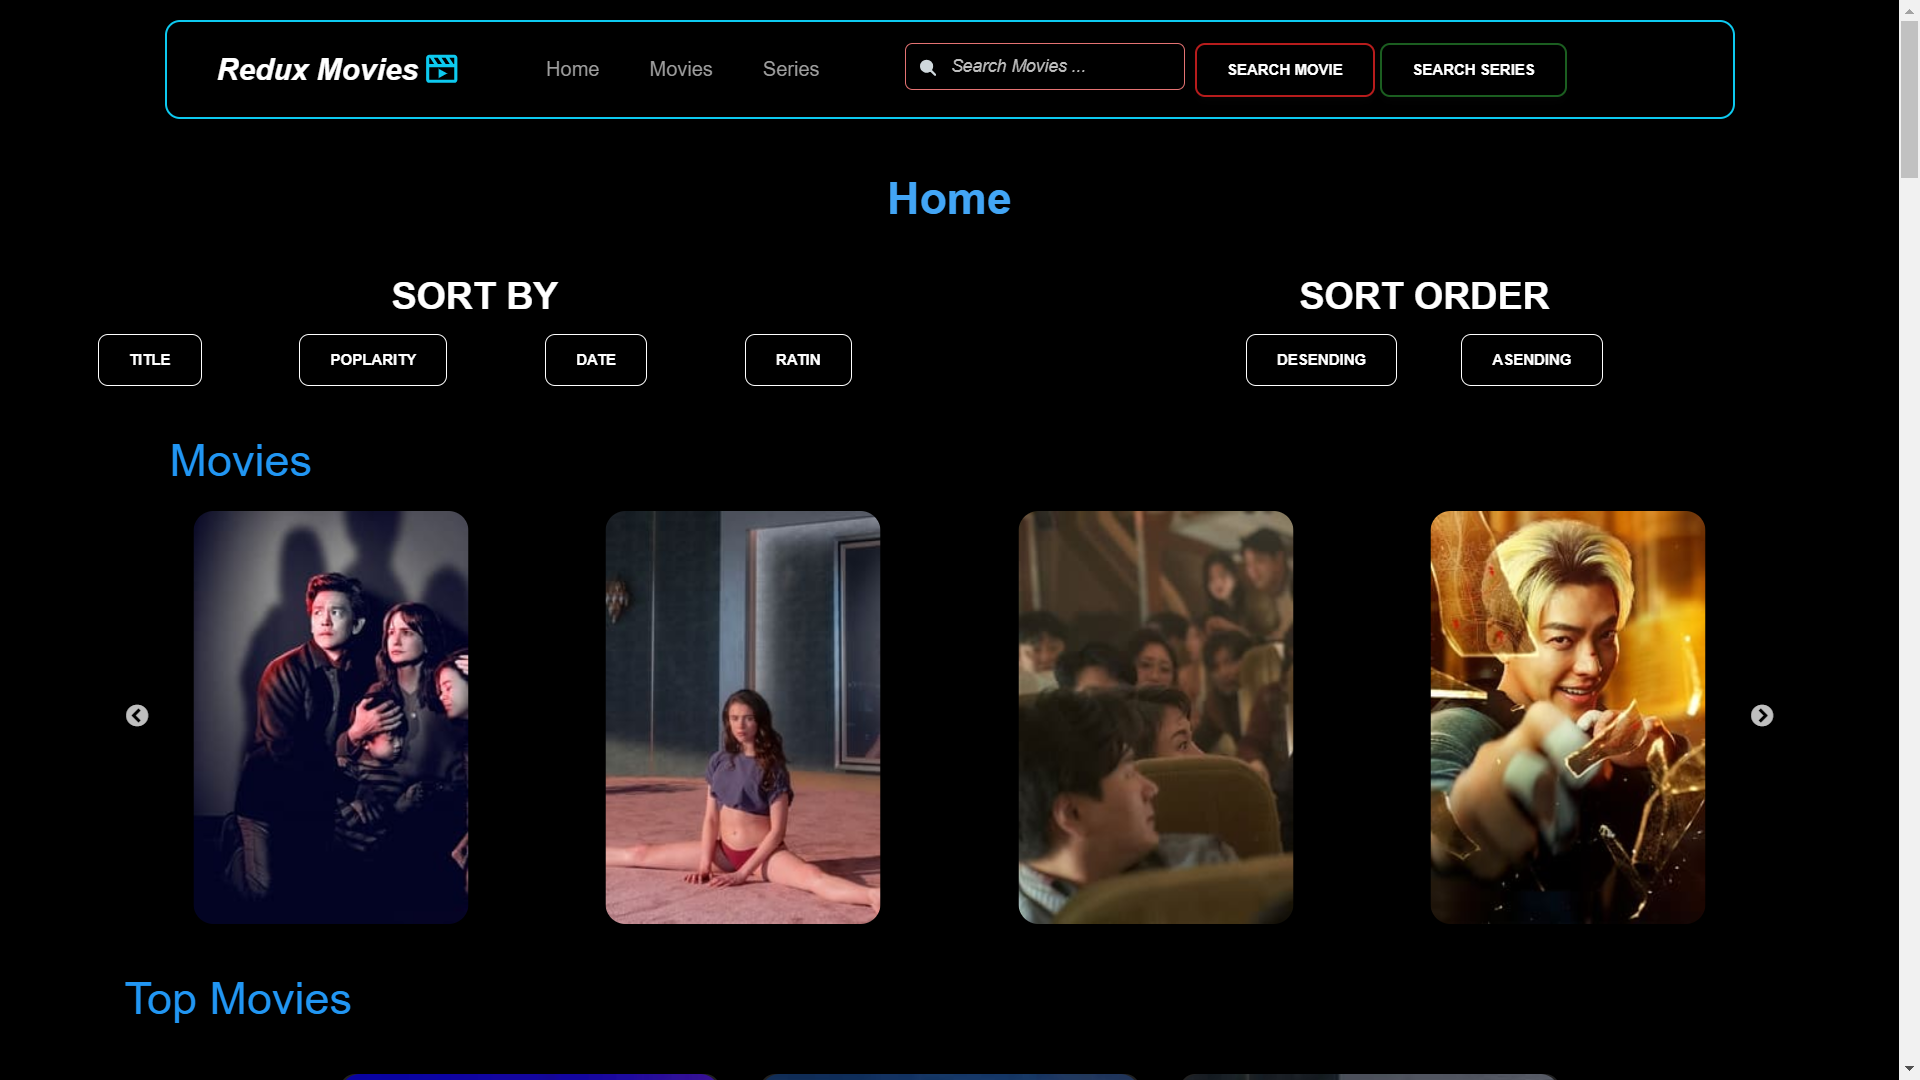 Redux Movies
Home
Movies
Series
Search Movies ...
SEARCH MOVIE
SEARCH SERIES
Home
SORT BY
SORT ORDER
TITLE
POPLARITY
DATE
RATIN
DESENDING
ASENDING
Movies
Top Movies